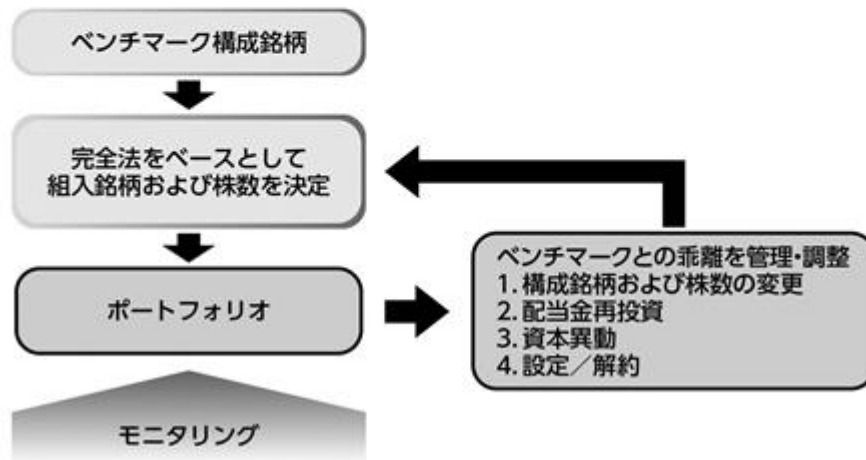 ベンチマーク構成銘柄
完全法をベースとして
組入銘柄および株数を決定
ポートフォリオ
モニタリング
ベンチマークとの乖離を管理・調整
1. 構成銘柄および株数の変更
2. 配当金再投資
3. 資本異動
4. 設定／解約